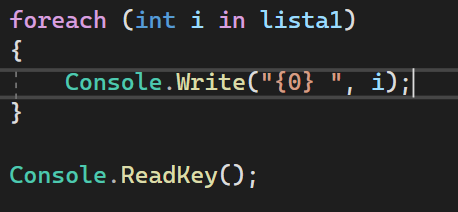 foreach (int i in lista1)
{
    Console.Write("{0} ", i);
}
Console.ReadKey();